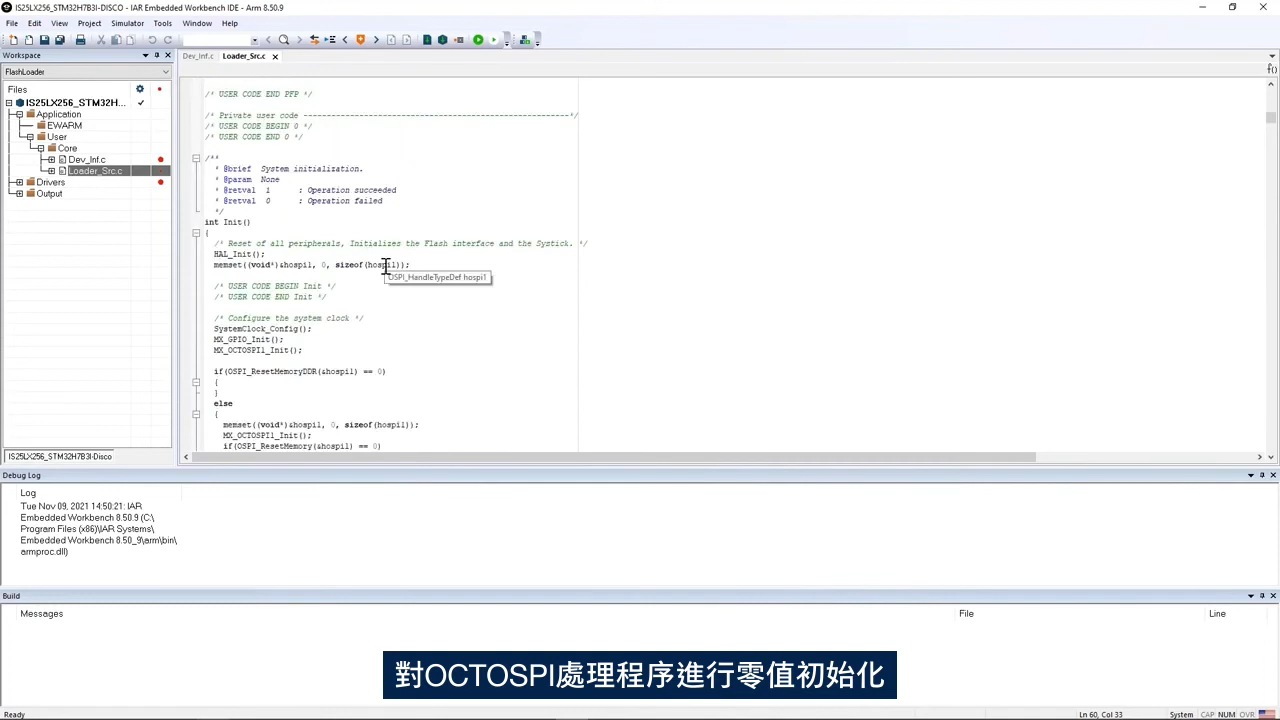 IS25LX256_STM32H7B3I-DISCO - IAR Embedded Workbench IDE - Arm 8.50.9
File Edit View Project Simulator Tools Window Help
Workspace
FlashLoader
Files
IS25LX256_STM32H...
Application
EWARM
User
Core
Dev_Inf.c
Loader_Src.c
Drivers
Output
IS25LX256_STM32H7B3I-Disco
Dev_Inf.c Loader_Src.c
f()
/* USER CODE END PFP */
/* Private user code ---------------------------------------------------------*/
/* USER CODE BEGIN 0 */
/* USER CODE END 0 */
/**
* @brief System initialization.
* @param None
* @retval 1 : Operation succeeded
* @retval 0 : Operation failed
*/
int Init()
{
/* Reset of all peripherals, Initializes the Flash interface and the Systick. */
HAL_Init();
memset((void*)&hospi1, 0, sizeof(hospi1));
OSPI_HandleTypeDef hospi1
/* USER CODE BEGIN Init */
/* USER CODE END Init */
/* Configure the system clock */
SystemClock_Config();
MX_GPIO_Init();
MX_OCTOSPI1_Init();
if(OSPI_ResetMemoryDDR(&hospi1) == 0)
{
}
else
{
memset((void*)&hospi1, 0, sizeof(hospi1));
MX_OCTOSPI1_Init();
if(OSPI_ResetMemory(&hospi1) == 0)
Debug Log
Log
Tue Nov 09, 2021 14:50:21: IAR
Embedded Workbench 8.50.9 (C:\
Program Files (x86)\IAR Systems\
Embedded Workbench 8.50_9\arm\bin\
armproc.dll)
Build
Messages File Line
對OCTOSPI處理程序進行零值初始化
Ready Ln 60, Col 33 System CAP NUM OVR